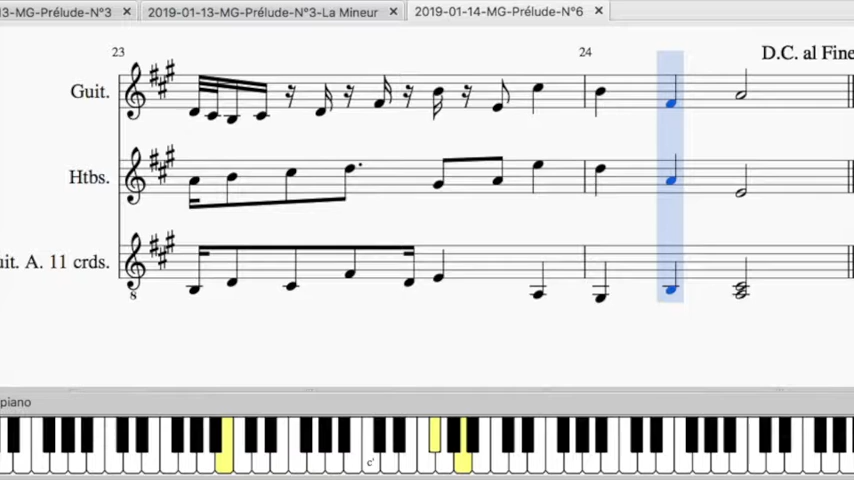 13-MG-Prélude-N°3 × 2019-01-13-MG-Prélude-N°3-La Mineur × 2019-01-14-MG-Prélude-N°6 ×
23 24 D.C. al Fine
Guit.
Htbs.
uit. A. 11 crds.
8
piano
c'